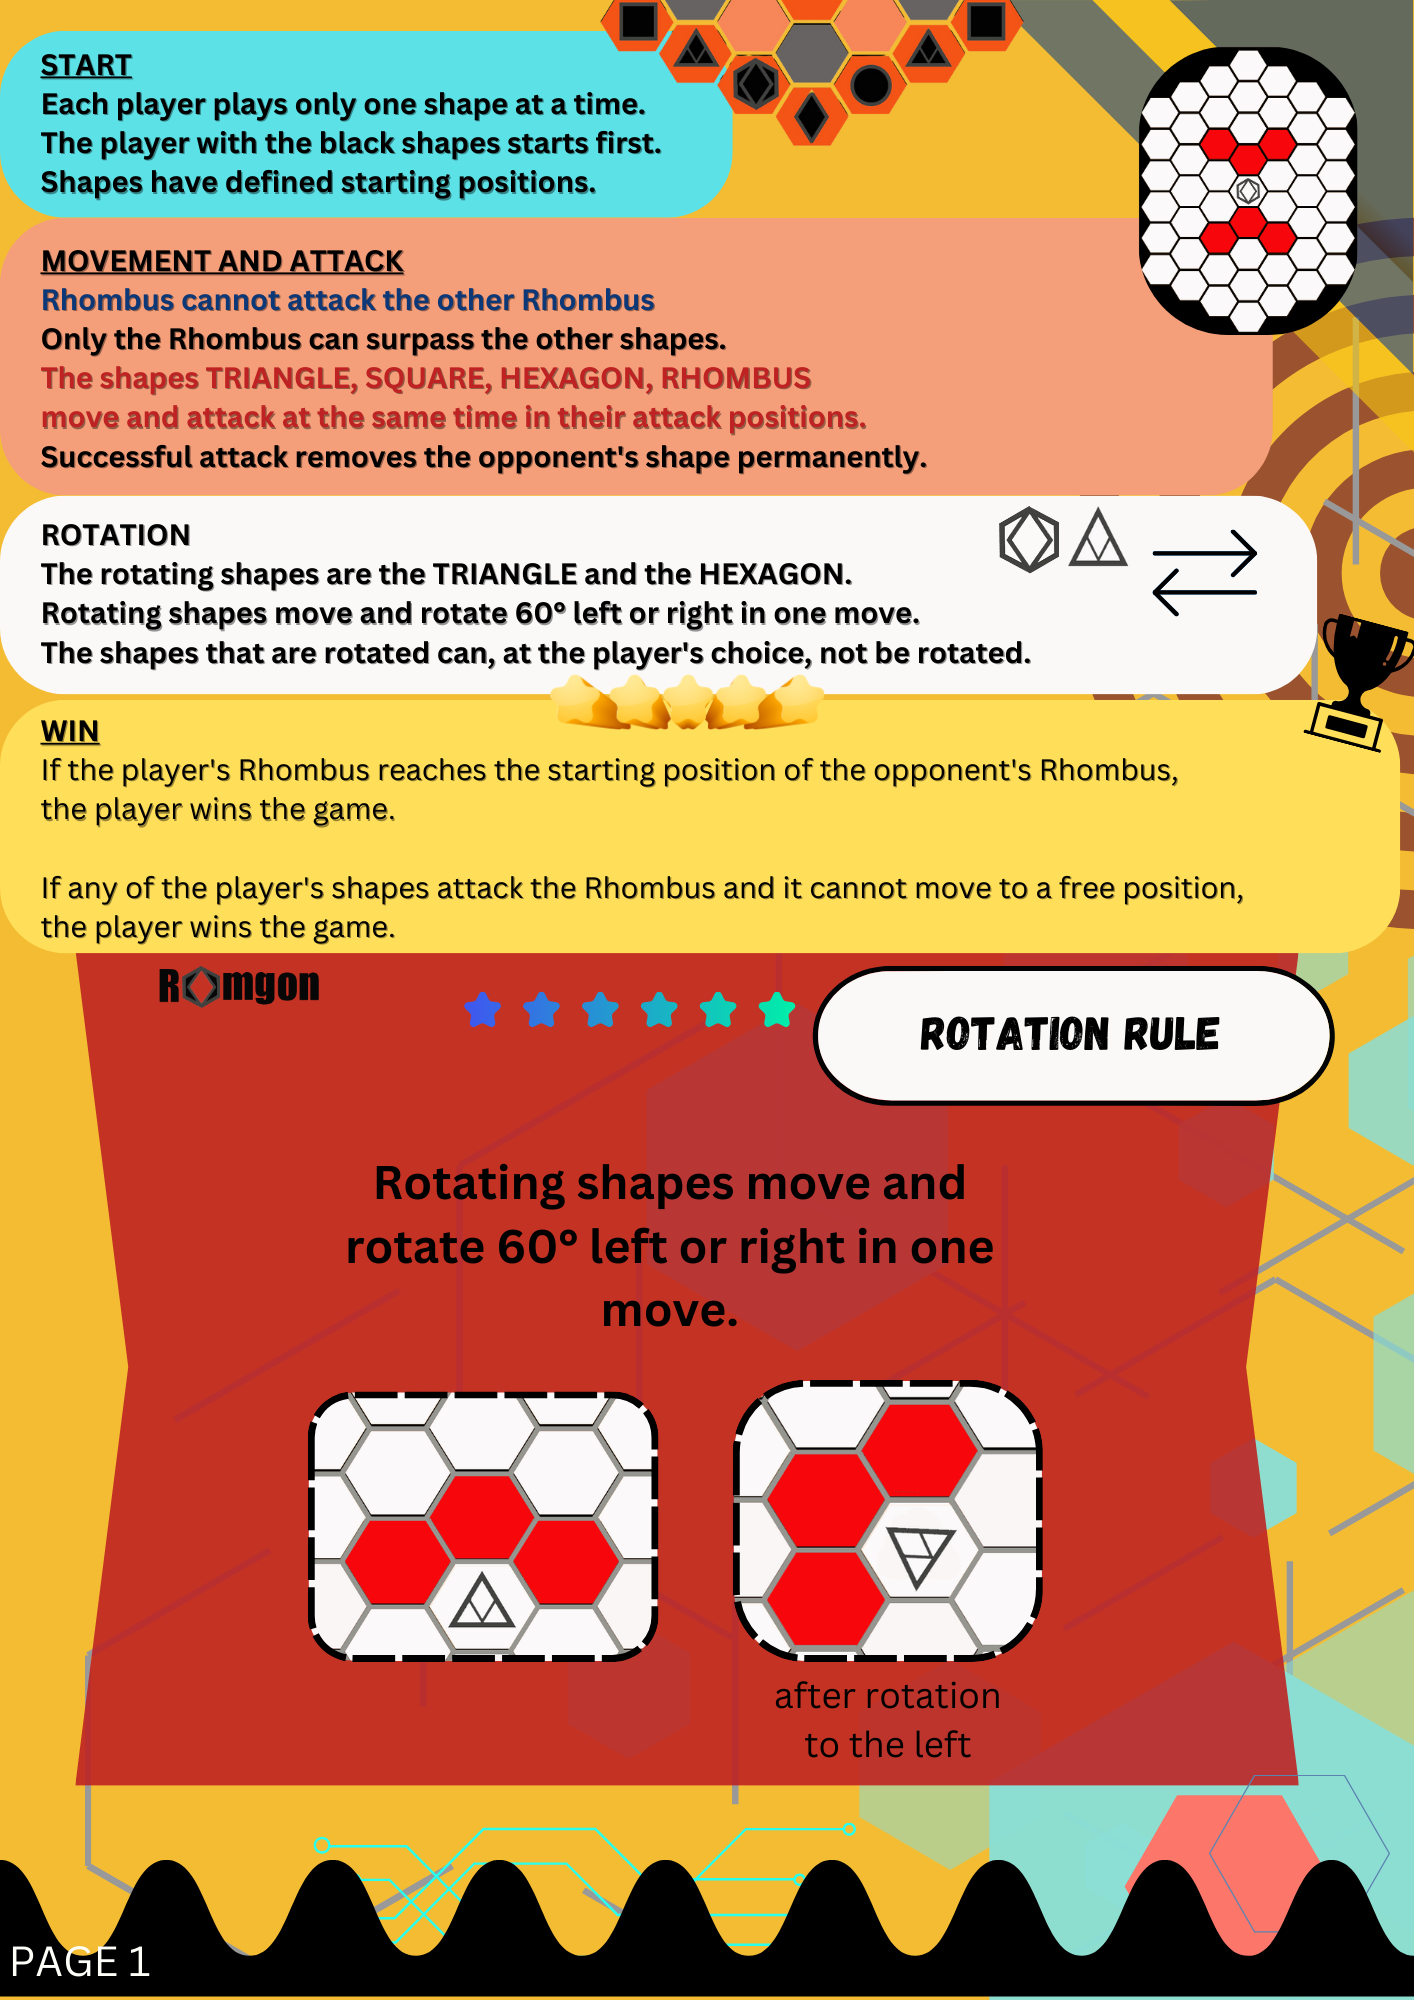 START
Each player plays only one shape at a time.
The player with the black shapes starts first.
Shapes have defined starting positions.
MOVEMENT AND ATTACK
Rhombus cannot attack the other Rhombus
Only the Rhombus can surpass the other shapes.
The shapes TRIANGLE, SQUARE, HEXAGON, RHOMBUS
move and attack at the same time in their attack positions.
Successful attack removes the opponent's shape permanently.
ROTATION
The rotating shapes are the TRIANGLE and the HEXAGON.
Rotating shapes move and rotate 60° left or right in one move.
The shapes that are rotated can, at the player's choice, not be rotated.
WIN
If the player's Rhombus reaches the starting position of the opponent's Rhombus,
the player wins the game.
If any of the player's shapes attack the Rhombus and it cannot move to a free position,
the player wins the game.
Romgon
ROTATION RULE
Rotating shapes move and
rotate 60° left or right in one
move.
after rotation
to the left
PAGE 1